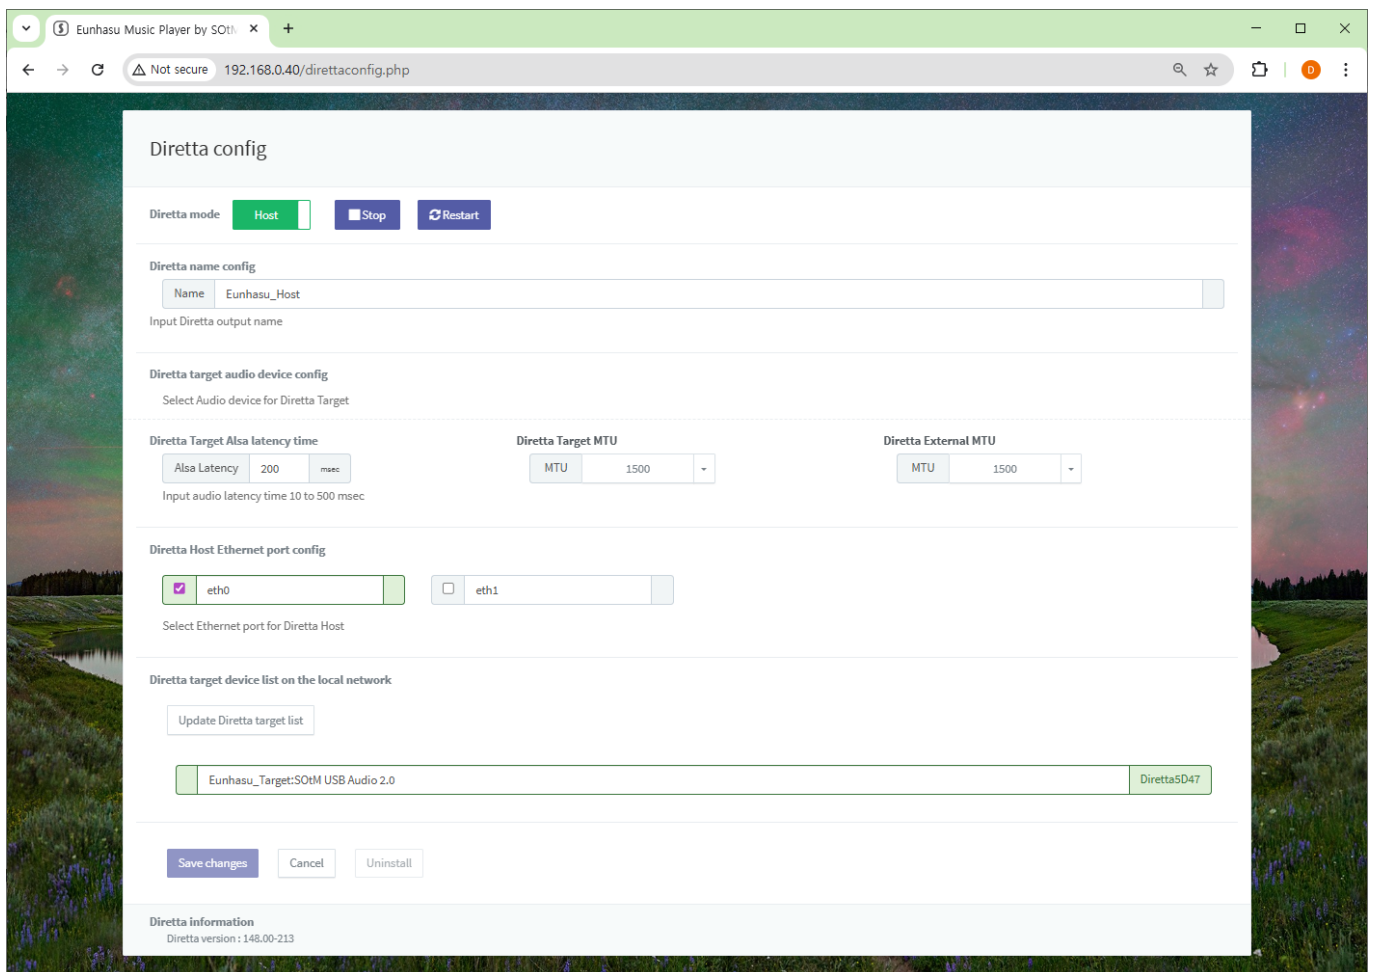 Eunhasu Music Player by SOtM
Not secure 192.168.0.40/direttaconfig.php
D
Diretta config
Diretta mode Host Stop Restart
Diretta name config
Name Eunhasu_Host
Input Diretta output name
Diretta target audio device config
Select Audio device for Diretta Target
Diretta Target Alsa latency time Diretta Target MTU Diretta External MTU
Alsa Latency 200 msec MTU 1500 MTU 1500
Input audio latency time 10 to 500 msec
Diretta Host Ethernet port config
eth0 eth1
Select Ethernet port for Diretta Host
Diretta target device list on the local network
Update Diretta target list
Eunhasu_Target:SOtM USB Audio 2.0 Diretta5D47
Save changes Cancel Uninstall
Diretta information
Diretta version : 148.00-213